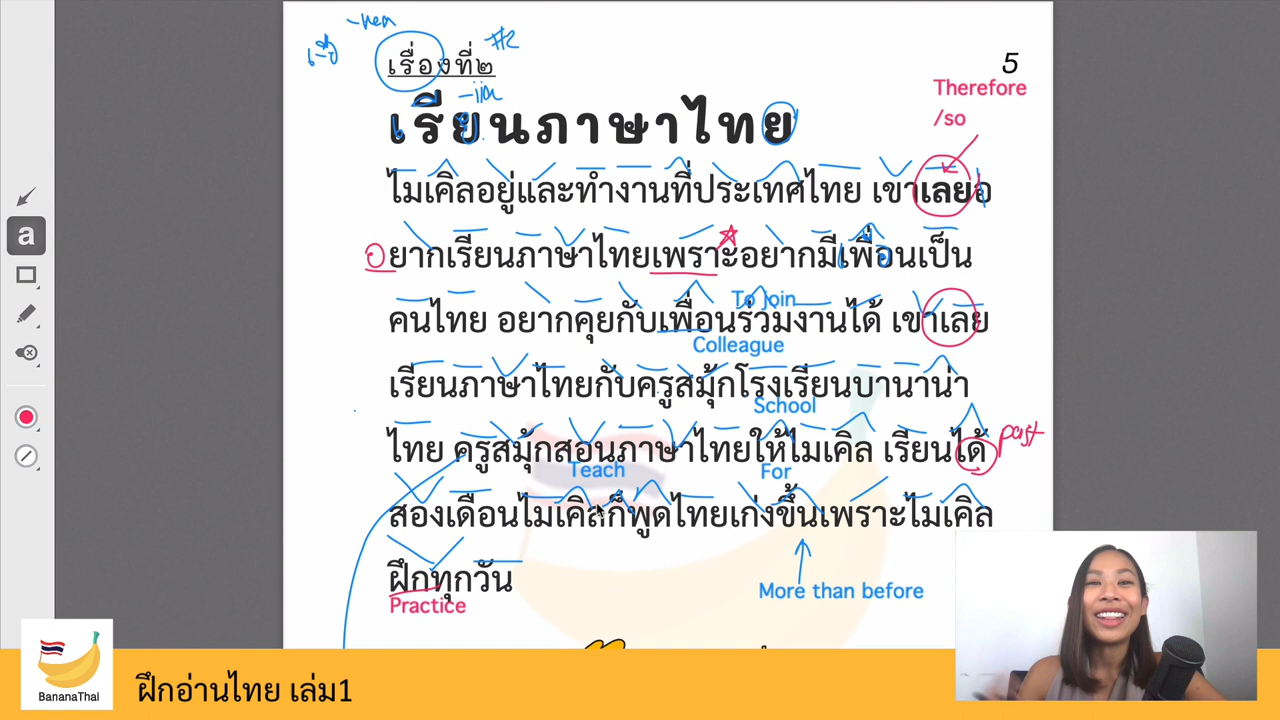 -uea
เ-ือ
เรื่องที่๒
#2
5
-iia
เรียนภาษาไทย
Therefore
/so
ไมเคิลอยู่และทำงานที่ประเทศไทย เขาเลยอ
อยากเรียนภาษาไทยเพราะอยากมีเพื่อนเป็น
คนไทย อยากคุยกับเพื่อนร่วมงานได้ เขาเลย
To join
Colleague
เรียนภาษาไทยกับครูสมุ้กโรงเรียนบานาน่า
School
ไทย ครูสมุ้กสอนภาษาไทยให้ไมเคิล เรียนได้
past
Teach
For
สองเดือนไมเคิลก็พูดไทยเก่งขึ้นเพราะไมเคิล
ฝึกทุกวัน
Practice
More than before
BananaThai
ฝึกอ่านไทย เล่ม1
a